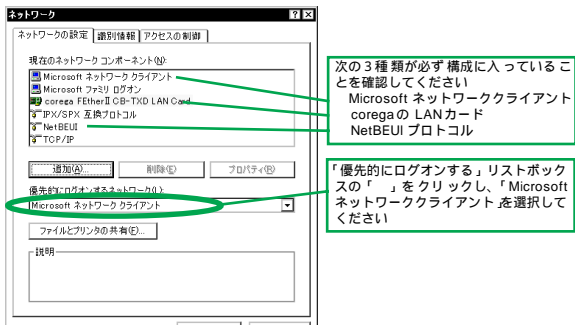 ネットワーク
ネットワークの設定 識別情報 アクセスの制御
現在のネットワーク コンポーネント(N):
Microsoft ネットワーク クライアント
Microsoft ファミリ ログオン
corega FEtherII CB-TXD LAN Card
IPX/SPX 互換プロトコル
NetBEUI
TCP/IP
追加(A)... 削除(E) プロパティ(R)
優先的にログオンするネットワーク(L):
Microsoft ネットワーク クライアント
ファイルとプリンタの共有(F)...
説明
次の3種類が必ず構成に入っているこ
とを確認してください
Microsoft ネットワーククライアント
coregaの LANカード
NetBEUI プロトコル
「優先的にログオンする」リストボック
スの「 」をクリックし、「Microsoft
ネットワーククライアント」を選択して
ください